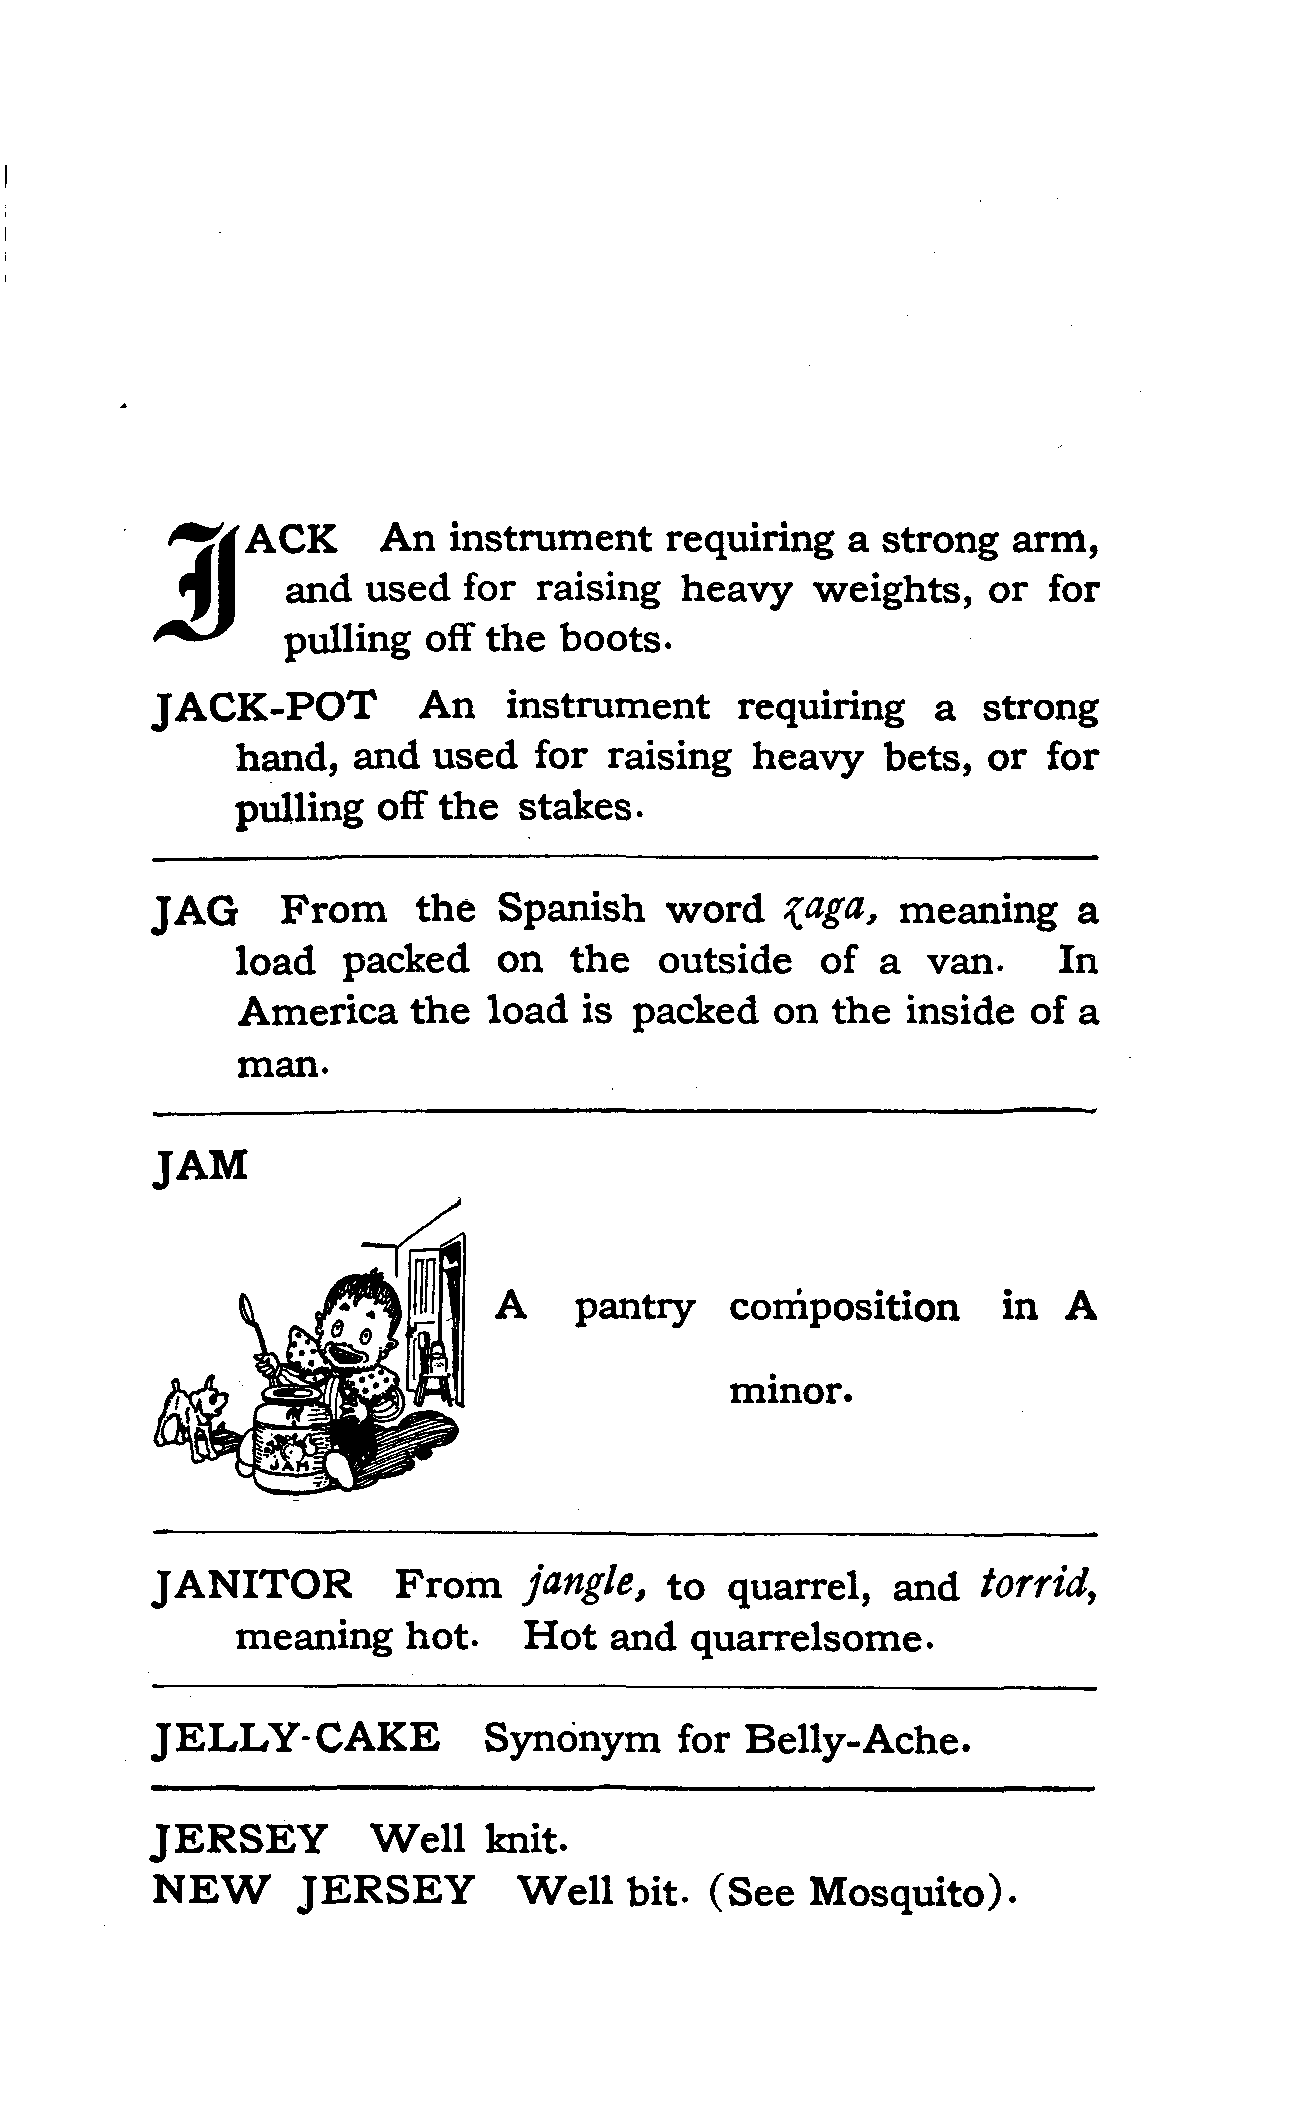 JACK An instrument requiring a strong arm,
and used for raising heavy weights, or for
pulling off the boots.
JACK-POT An instrument requiring a strong
hand, and used for raising heavy bets, or for
pulling off the stakes.
JAG From the Spanish word zaga, meaning a
load packed on the outside of a van. In
America the load is packed on the inside of a
man.
JAM
A pantry composition in A
minor.
JAM
JANITOR From jangle, to quarrel, and torrid,
meaning hot. Hot and quarrelsome.
JELLY-CAKE Synonym for Belly-Ache.
JERSEY Well knit.
NEW JERSEY Well bit. (See Mosquito).